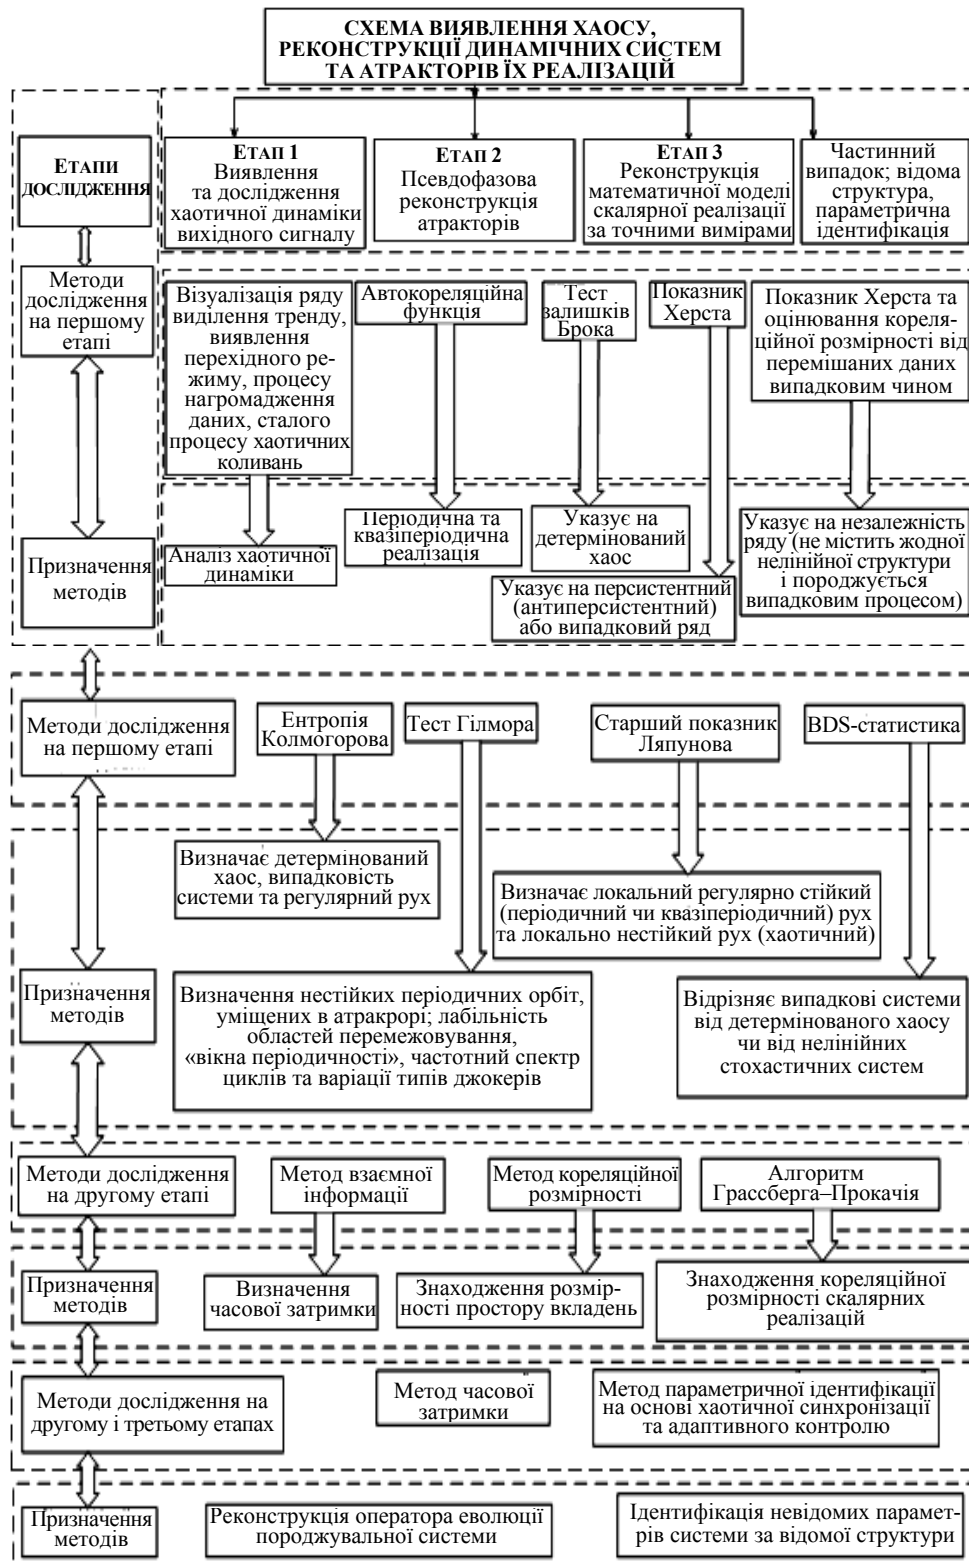 СХЕМА ВИЯВЛЕННЯ ХАОСУ,
РЕКОНСТРУКЦІЇ ДИНАМІЧНИХ СИСТЕМ
ТА АТРАКТОРІВ ЇХ РЕАЛІЗАЦІЙ
ЕТАПИ
ДОСЛІДЖЕННЯ
ЕТАП 1
Виявлення
та дослідження
хаотичної динаміки
вихідного сигналу
ЕТАП 2
Псевдофазова
реконструкція
атракторів
ЕТАП 3
Реконструкція
математичної моделі
скалярної реалізації
за точними вимірами
Частинний
випадок; відома
структура,
параметрична
ідентифікація
Методи
дослідження
на першому
етапі
Візуалізація ряду
виділення тренду,
виявлення
перехідного ре-
жиму, процесу
нагромадження
даних, сталого
процесу хаотичних
коливань
Автокореляційна
функція
Тест
залишків
Брока
Показник
Херста
Показник Херста та
оцінювання кореля-
ційної розмірності від
перемішаних даних
випадковим чином
Призначення
методів
Аналіз хаотичної
динаміки
Періодична та
квазіперіодична
реалізація
Указує на
детермінований
хаос
Указує на персистентний
(антиперсистентний)
або випадковий ряд
Указує на незалежність
ряду (не містить жодної
нелінійної структури
і породжується
випадковим процесом)
Методи дослідження
на першому етапі
Ентропія
Колмогорова
Тест Гілмора
Старший показник
Ляпунова
BDS-статистика
Визначає детермінований
хаос, випадковість
системи та регулярний рух
Визначає локальний регулярно стійкий
(періодичний чи квазіперіодичний) рух
та локально нестійкий рух (хаотичний)
Призначення
методів
Визначення нестійких періодичних орбіт,
уміщених в атракрорі; лабільність
областей перемежовування,
«вікна періодичності», частотний спектр
циклів та варіації типів джокерів
Відрізняє випадкові системи
від детермінованого хаосу
чи від нелінійних
стохастичних систем
Методи дослідження
на другому етапі
Метод взаємної
інформації
Метод кореляційної
розмірності
Алгоритм
Грассберга–Прокачія
Призначення
методів
Визначення
часової затримки
Знаходження розмір-
ності простору вкладень
Знаходження кореляційної
розмірності скалярних
реалізацій
Методи дослідження на
другому і третьому етапах
Метод часової
затримки
Метод параметричної ідентифікації
на основі хаотичної синхронізації
та адаптивного контролю
Призначення
методів
Реконструкція оператора еволюції
породжувальної системи
Ідентифікація невідомих парамет-
рів системи за відомої структури